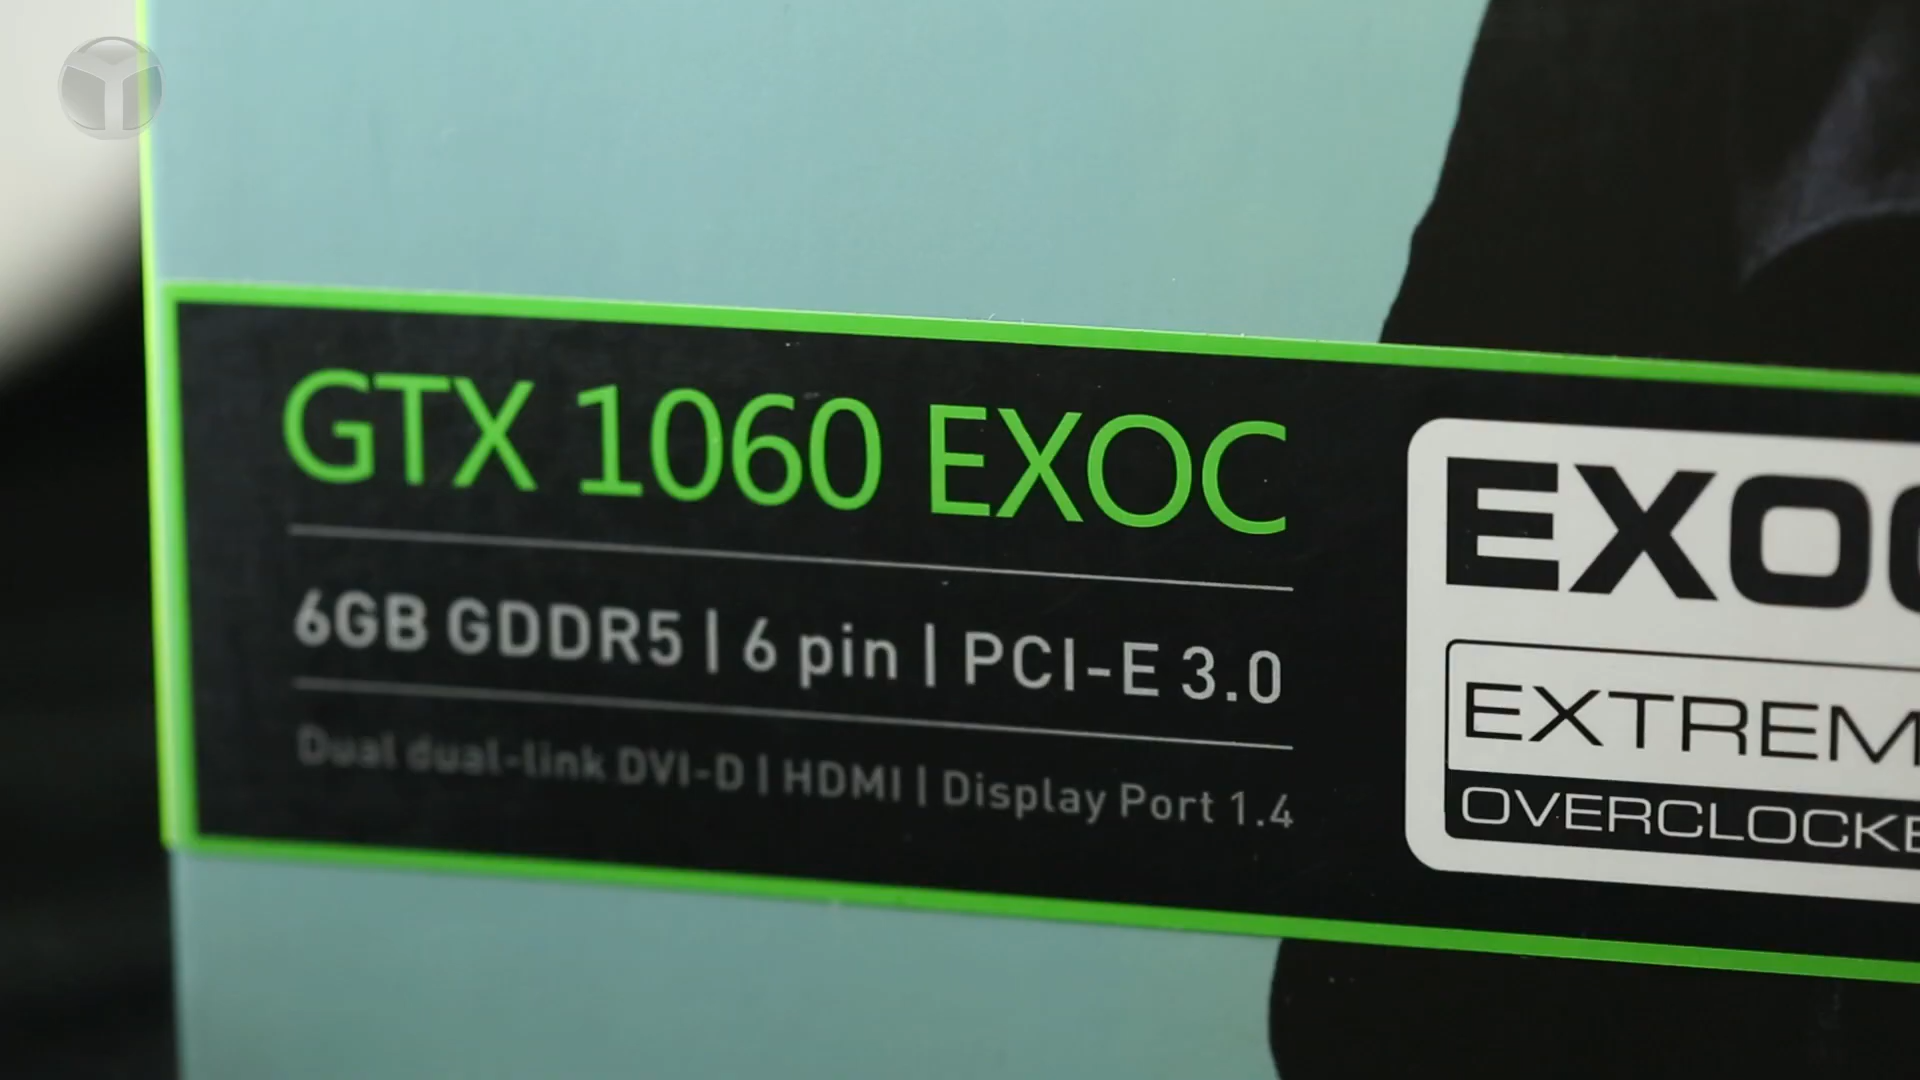 GTX 1060 EXOC
6GB GDDR5 | 6 pin | PCI-E 3.0
Dual dual-link DVI-D | HDMI | Display Port 1.4
EXOC
EXTREM
OVERCLOCKE